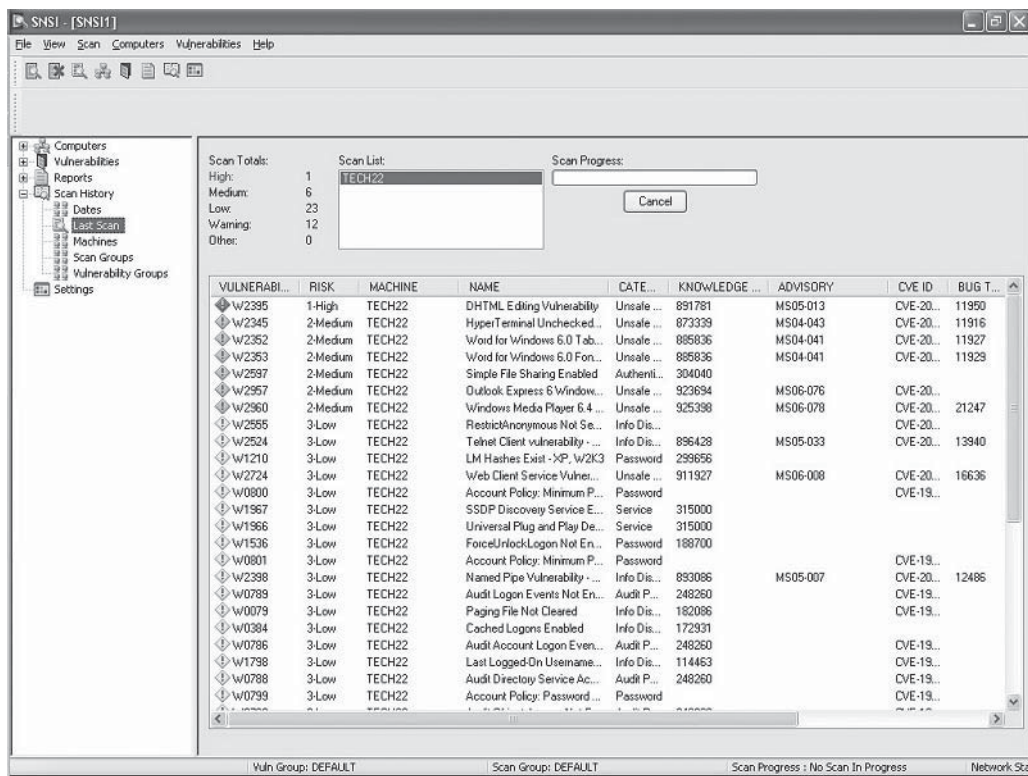 SNSI - [SNSI1]
File View Scan Computers Vulnerabilities Help
Computers
Vulnerabilities
Reports
Scan History
Dates
Last Scan
Machines
Scan Groups
Vulnerability Groups
Settings
Scan Totals:
High: 1
Medium: 6
Low: 23
Warning: 12
Other: 0
Scan List:
TECH22
Scan Progress:
Cancel
VULNERABI... RISK MACHINE NAME CATE... KNOWLEDGE ... ADVISORY CVE ID BUG T...
W2395 1-High TECH22 DHTML Editing Vulnerability Unsafe ... 891781 MS05-013 CVE-20... 11950
W2345 2-Medium TECH22 HyperTerminal Unchecked... Unsafe ... 873339 MS04-043 CVE-20... 11916
W2352 2-Medium TECH22 Word for Windows 6.0 Tab... Unsafe ... 885836 MS04-041 CVE-20... 11927
W2353 2-Medium TECH22 Word for Windows 6.0 Fon... Unsafe ... 885836 MS04-041 CVE-20... 11929
W2597 2-Medium TECH22 Simple File Sharing Enabled Authenti... 304040
W2957 2-Medium TECH22 Outlook Express 6 Window... Unsafe ... 923694 MS06-076 CVE-20...
W2960 2-Medium TECH22 Windows Media Player 6.4 ... Unsafe ... 925398 MS06-078 CVE-20... 21247
W2555 3-Low TECH22 RestrictAnonymous Not Se... Info Dis... CVE-20...
W2524 3-Low TECH22 Telnet Client vulnerability - ... Info Dis... 896428 MS05-033 CVE-20... 13940
W1210 3-Low TECH22 LM Hashes Exist - XP, W2K3 Password 299656
W2724 3-Low TECH22 Web Client Service Vulner... Unsafe ... 911927 MS06-008 CVE-20... 16636
W0800 3-Low TECH22 Account Policy: Minimum P... Password CVE-19...
W1967 3-Low TECH22 SSDP Discovery Service E... Service 315000
W1966 3-Low TECH22 Universal Plug and Play De... Service 315000
W1536 3-Low TECH22 ForceUnlockLogon Not En... Password 188700
W0801 3-Low TECH22 Account Policy: Minimum P... Password CVE-19...
W2398 3-Low TECH22 Named Pipe Vulnerability - ... Info Dis... 893086 MS05-007 CVE-20... 12486
W0789 3-Low TECH22 Audit Logon Events Not En... Audit P... 248260 CVE-19...
W0079 3-Low TECH22 Paging File Not Cleared Info Dis... 182086 CVE-19...
W0384 3-Low TECH22 Cached Logons Enabled Info Dis... 172931
W0786 3-Low TECH22 Audit Account Logon Even... Audit P... 248260 CVE-19...
W1798 3-Low TECH22 Last Logged-On Username... Info Dis... 114463 CVE-19...
W0788 3-Low TECH22 Audit Directory Service Ac... Audit P... 248260 CVE-19...
W0799 3-Low TECH22 Account Policy: Password ... Password CVE-19...
Vuln Group: DEFAULT Scan Group: DEFAULT Scan Progress : No Scan In Progress Network Sta